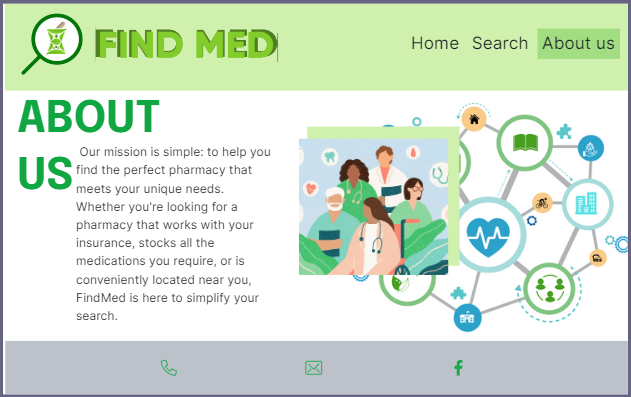 FIND MED
Home Search About us
ABOUT
US
Our mission is simple: to help you
find the perfect pharmacy that
meets your unique needs.
Whether you're looking for a
pharmacy that works with your
insurance, stocks all the
medications you require, or is
conveniently located near you,
FindMed is here to simplify your
search.